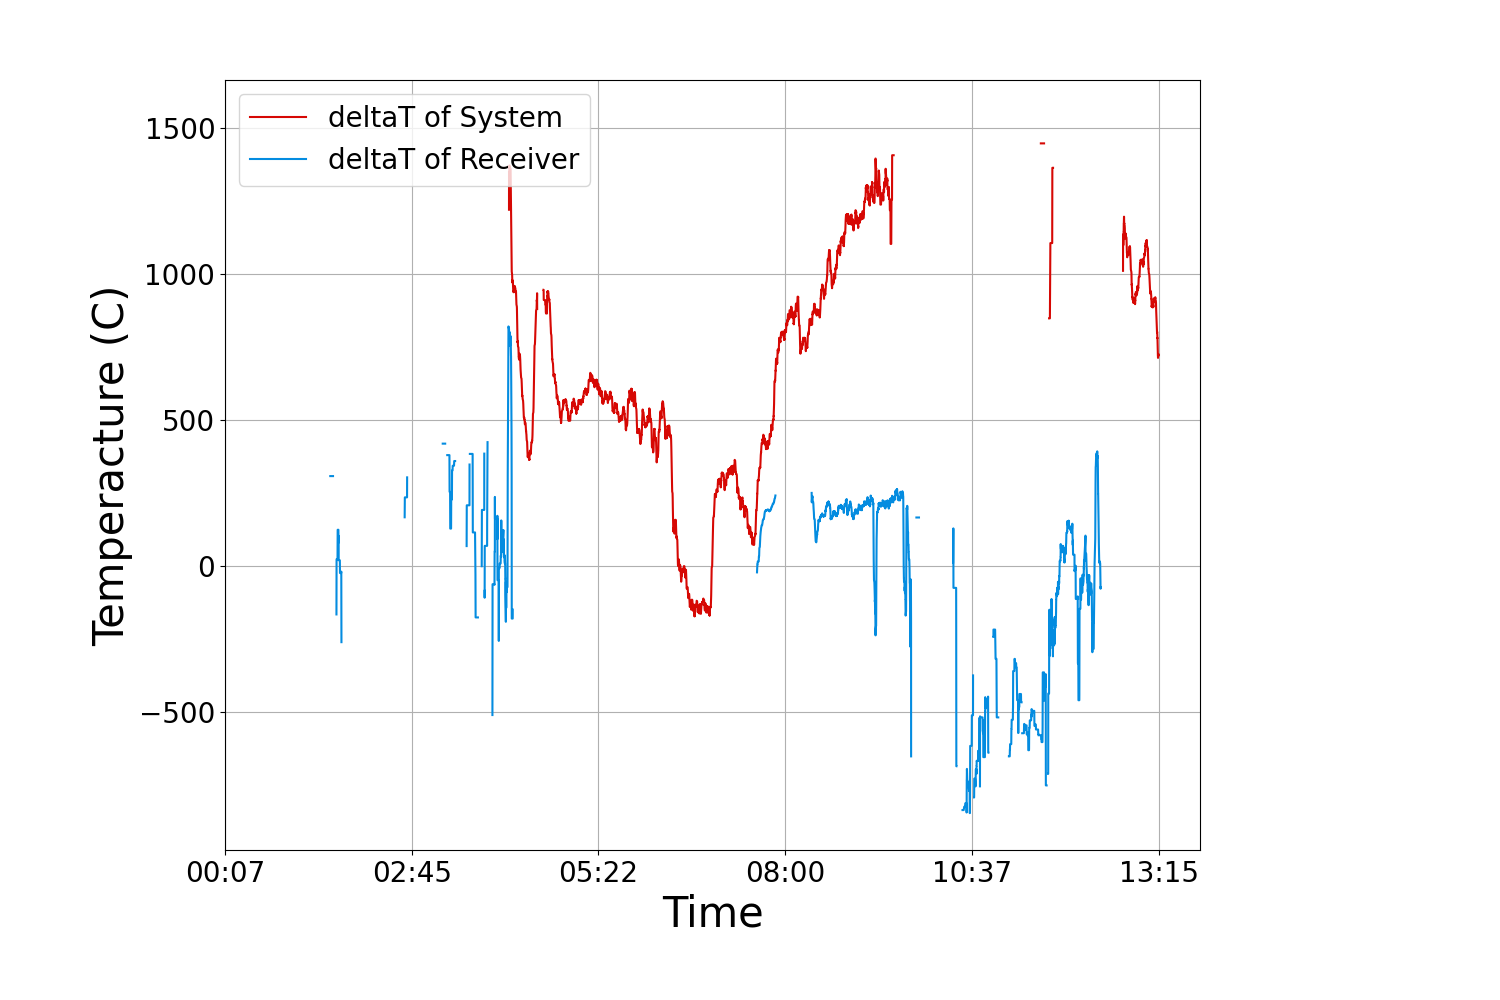 deltaT of System
deltaT of Receiver
1500
1000
500
0
−500
Temperacture (C)
00:07 02:45 05:22 08:00 10:37 13:15
Time